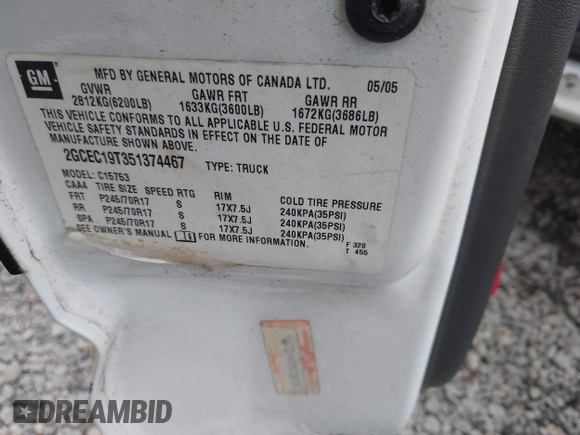 GM
MFD BY GENERAL MOTORS OF CANADA LTD. 05/05
GVWR GAWR FRT GAWR RR
2812KG(6200LB) 1633KG(3600LB) 1672KG(3686LB)
THIS VEHICLE CONFORMS TO ALL APPLICABLE U.S. FEDERAL MOTOR
VEHICLE SAFETY STANDARDS IN EFFECT ON THE DATE OF
MANUFACTURE SHOWN ABOVE.
2GCEC19T351374467 TYPE: TRUCK
MODEL: C15753
CAA4 TIRE SIZE SPEED RTG RIM COLD TIRE PRESSURE
FRT P245/70R17 S 17X7.5J 240KPA(35PSI)
RR P245/70R17 S 17X7.5J 240KPA(35PSI)
SPA P245/70R17 S 17X7.5J 240KPA(35PSI)
SEE OWNER'S MANUAL FOR MORE INFORMATION.
F 320
T 455
DREAMBID